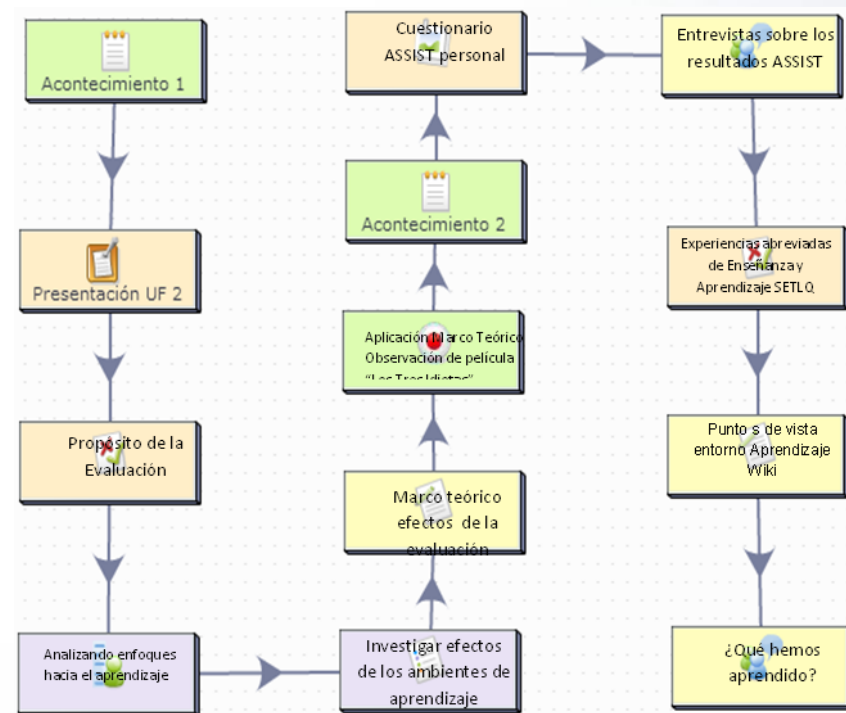 Acontecimiento 1
Presentación UF 2
Propósito de la
Evaluación
Analizando enfoques
hacia el aprendizaje
Investigar efectos
de los ambientes de
aprendizaje
Marco teórico
efectos de la
evaluación
Aplicación Marco Teórico
Observación de película
"Los Tres Idiotas"
Acontecimiento 2
Cuestionario
ASSIST personal
Entrevistas sobre los
resultados ASSIST
Experiencias abreviadas
de Enseñanza y
Aprendizaje SETLQ
Punto s de vista
entorno Aprendizaje
Wiki
¿Qué hemos
aprendido?